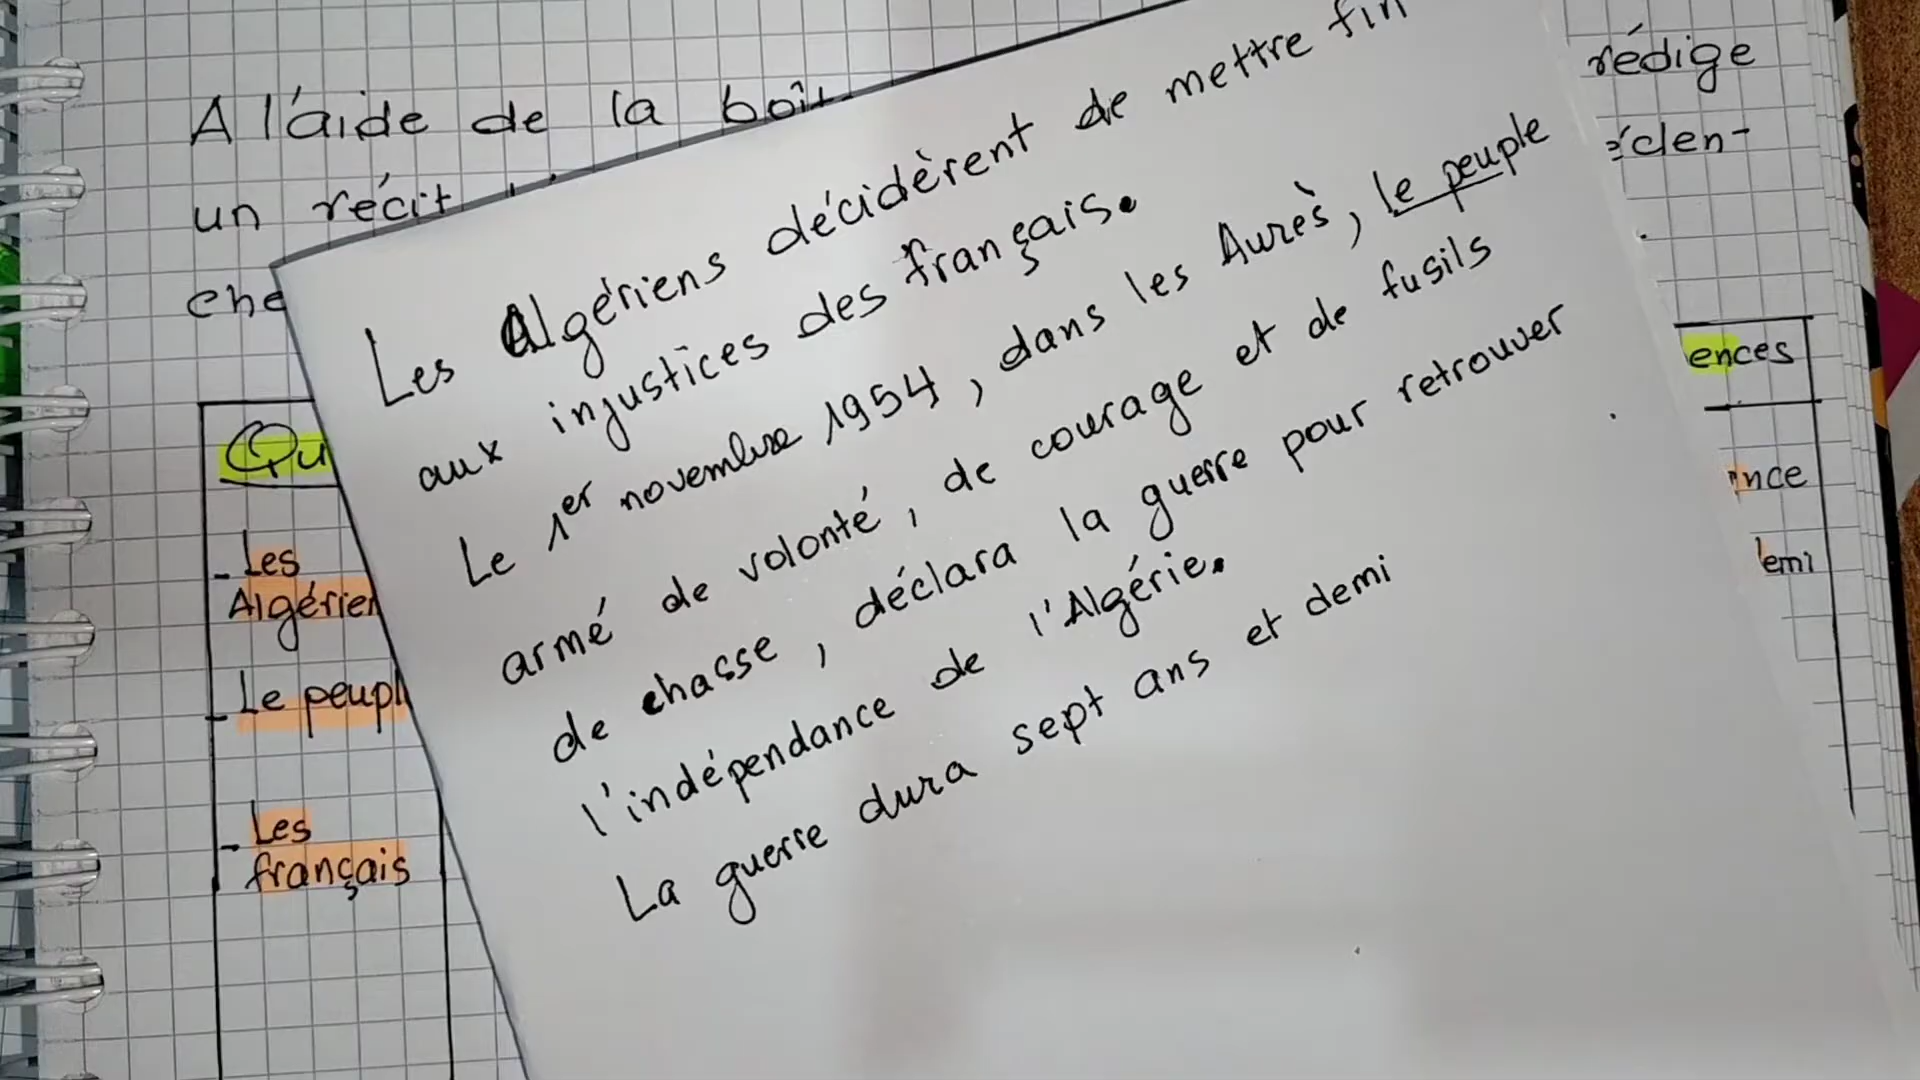 A l'aide de la
rédige
un récit
éclen-
Les Algériens décidèrent de mettre fin
aux injustices des français.
Le 1er novembre 1954, dans les Aurès, le peuple
armé de volonté, de courage et de fusils
de chasse, déclara la guerre pour retrouver
l'indépendance de l'Algérie.
La guerre dura sept ans et demi
Qu
- Les
Algérien
- Le peupl
- Les
français
ences
nce
emi